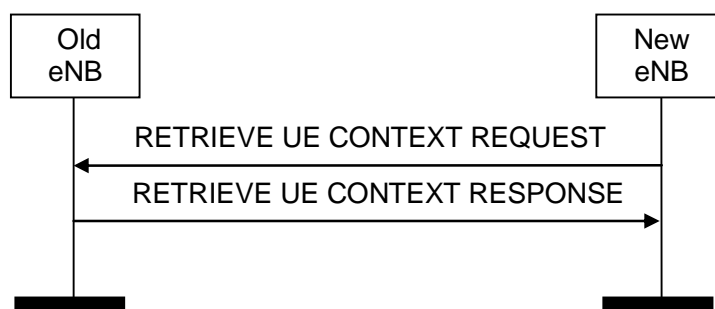 Old
eNB
New
eNB
RETRIEVE UE CONTEXT REQUEST
RETRIEVE UE CONTEXT RESPONSE